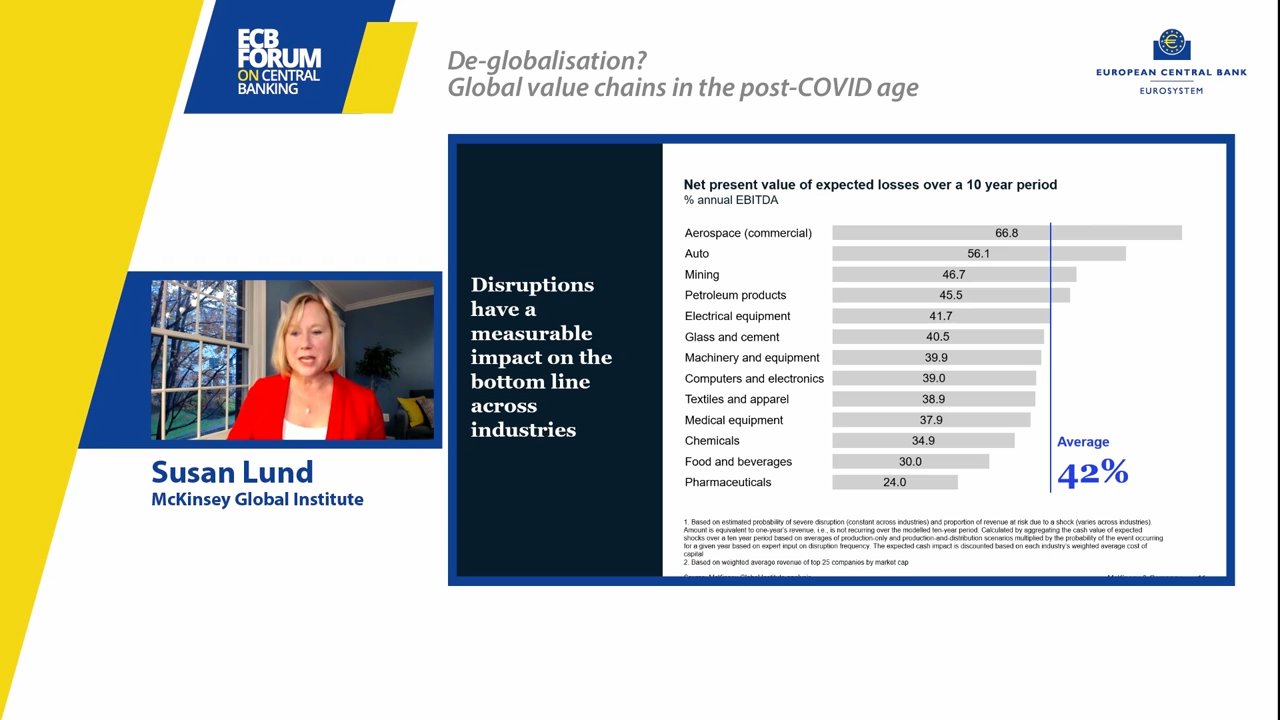 ECB
FORUM
ON CENTRAL
BANKING
De-globalisation?
Global value chains in the post-COVID age
EUROPEAN CENTRAL BANK
EUROSYSTEM
Susan Lund
McKinsey Global Institute
Disruptions
have a
measurable
impact on the
bottom line
across
industries
Net present value of expected losses over a 10 year period
% annual EBITDA
Aerospace (commercial) 66.8
Auto 56.1
Mining 46.7
Petroleum products 45.5
Electrical equipment 41.7
Glass and cement 40.5
Machinery and equipment 39.9
Computers and electronics 39.0
Textiles and apparel 38.9
Medical equipment 37.9
Chemicals 34.9
Food and beverages 30.0
Pharmaceuticals 24.0
Average
42%
1. Based on estimated probability of severe disruption (constant across industries) and proportion of revenue at risk due to a shock (varies across industries).
Amount is equivalent to one-year's revenue, i.e., is not recurring over the modelled ten-year period. Calculated by aggregating the cash value of expected
shocks over a ten year period based on averages of production-only and production-and-distribution scenarios multiplied by the probability of the event occurring
for a given year based on expert input on disruption frequency. The expected cash impact is discounted based on each industry's weighted average cost of
capital
2. Based on weighted average revenue of top 25 companies by market cap